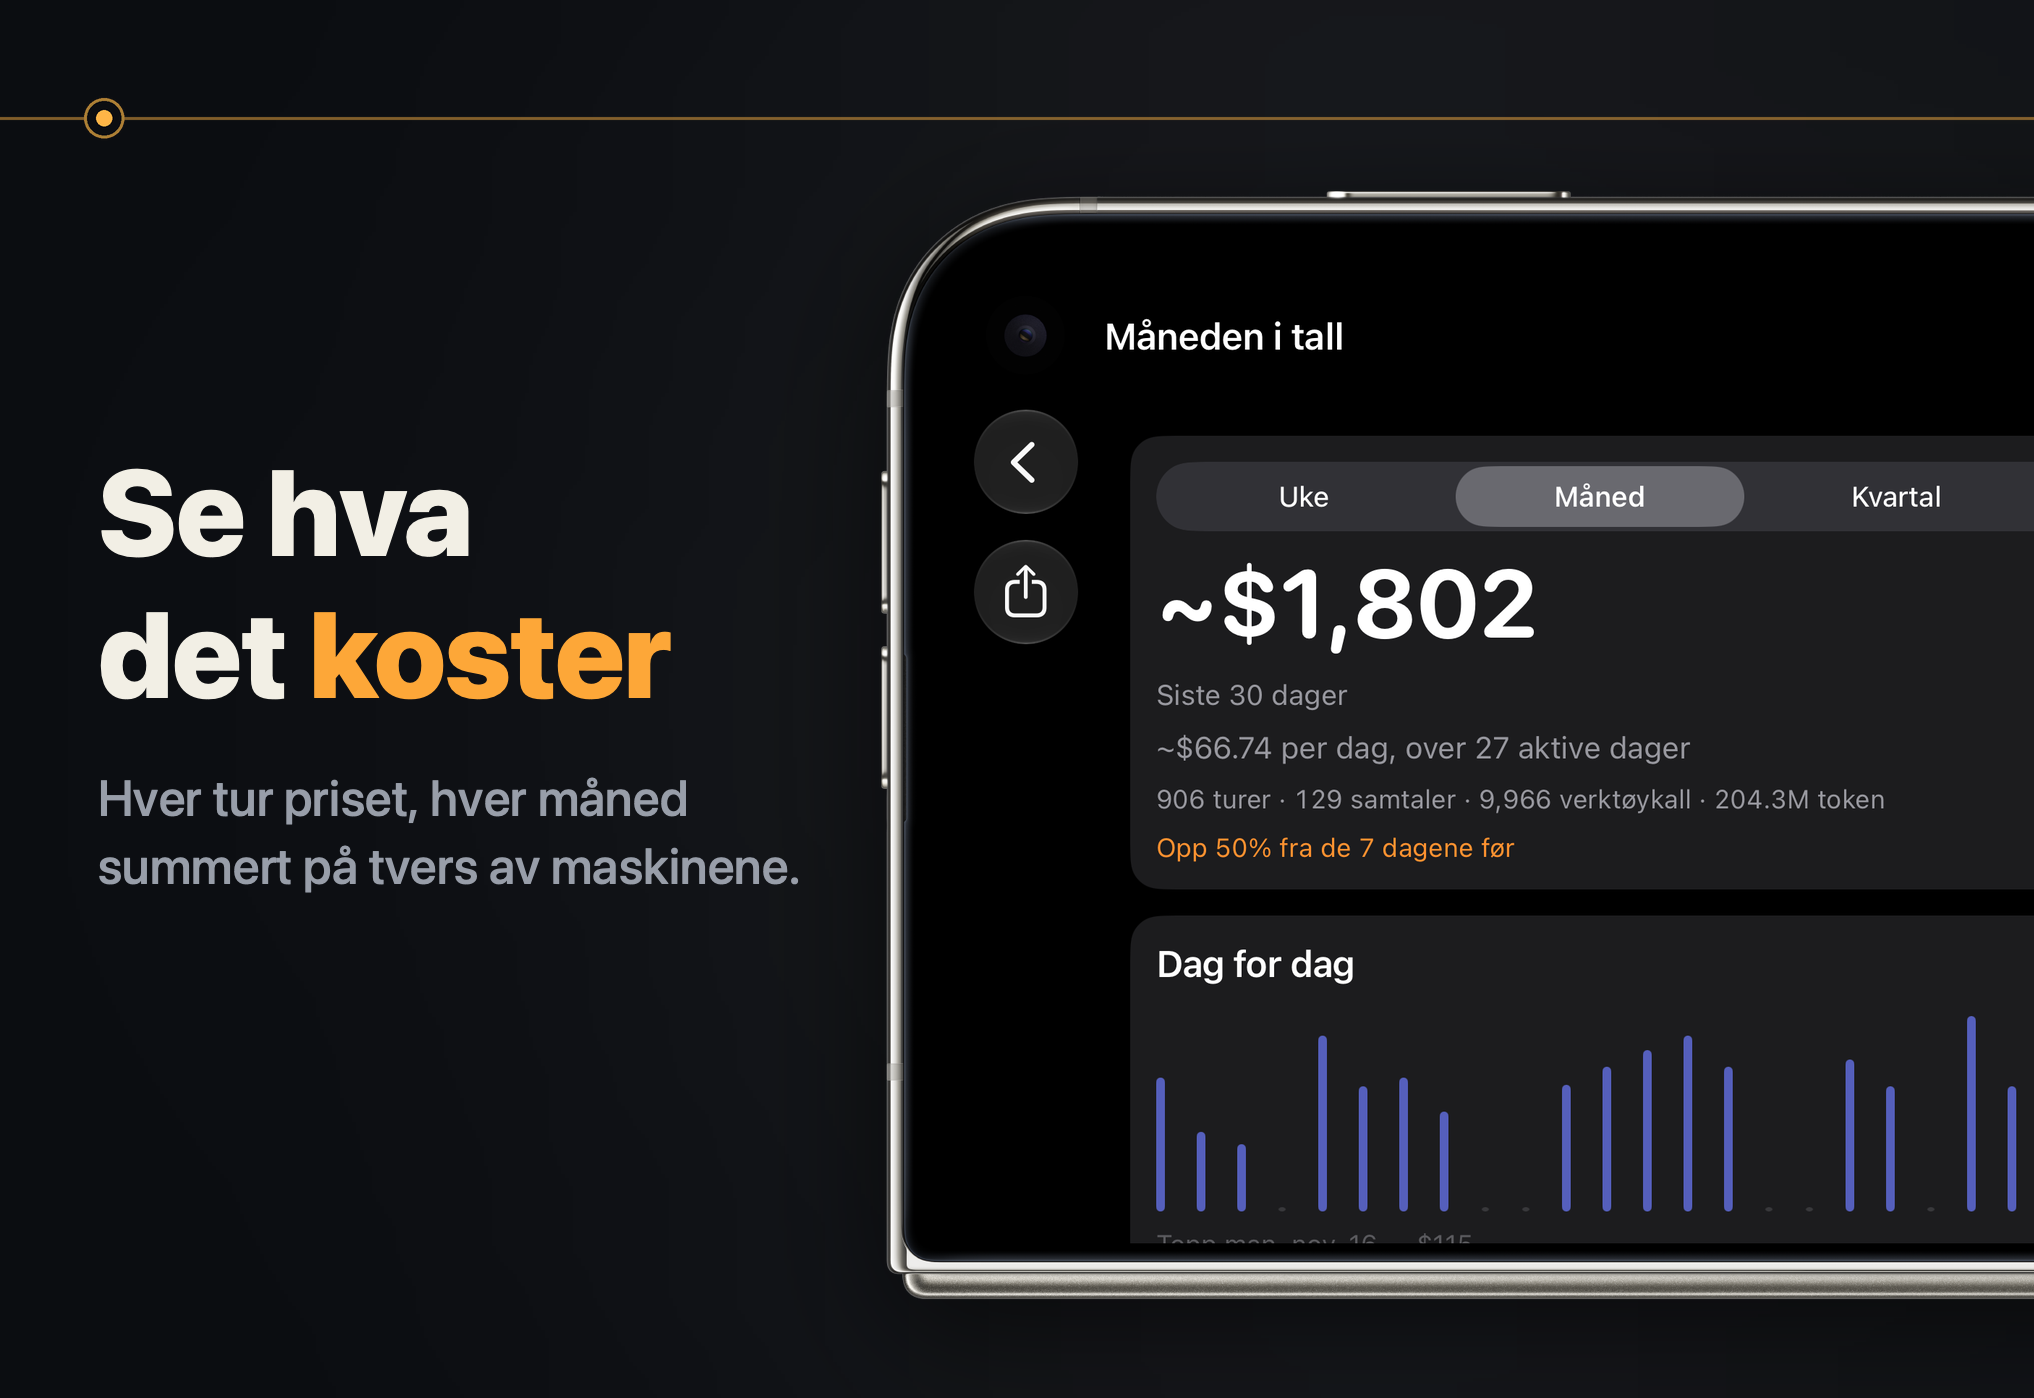 Se hva
det koster
Hver tur priset, hver måned
summert på tvers av maskinene.
Måneden i tall
Uke
Måned
Kvartal
~$1,802
Siste 30 dager
~$66.74 per dag, over 27 aktive dager
906 turer · 129 samtaler · 9,966 verktøykall · 204.3M token
Opp 50% fra de 7 dagene før
Dag for dag